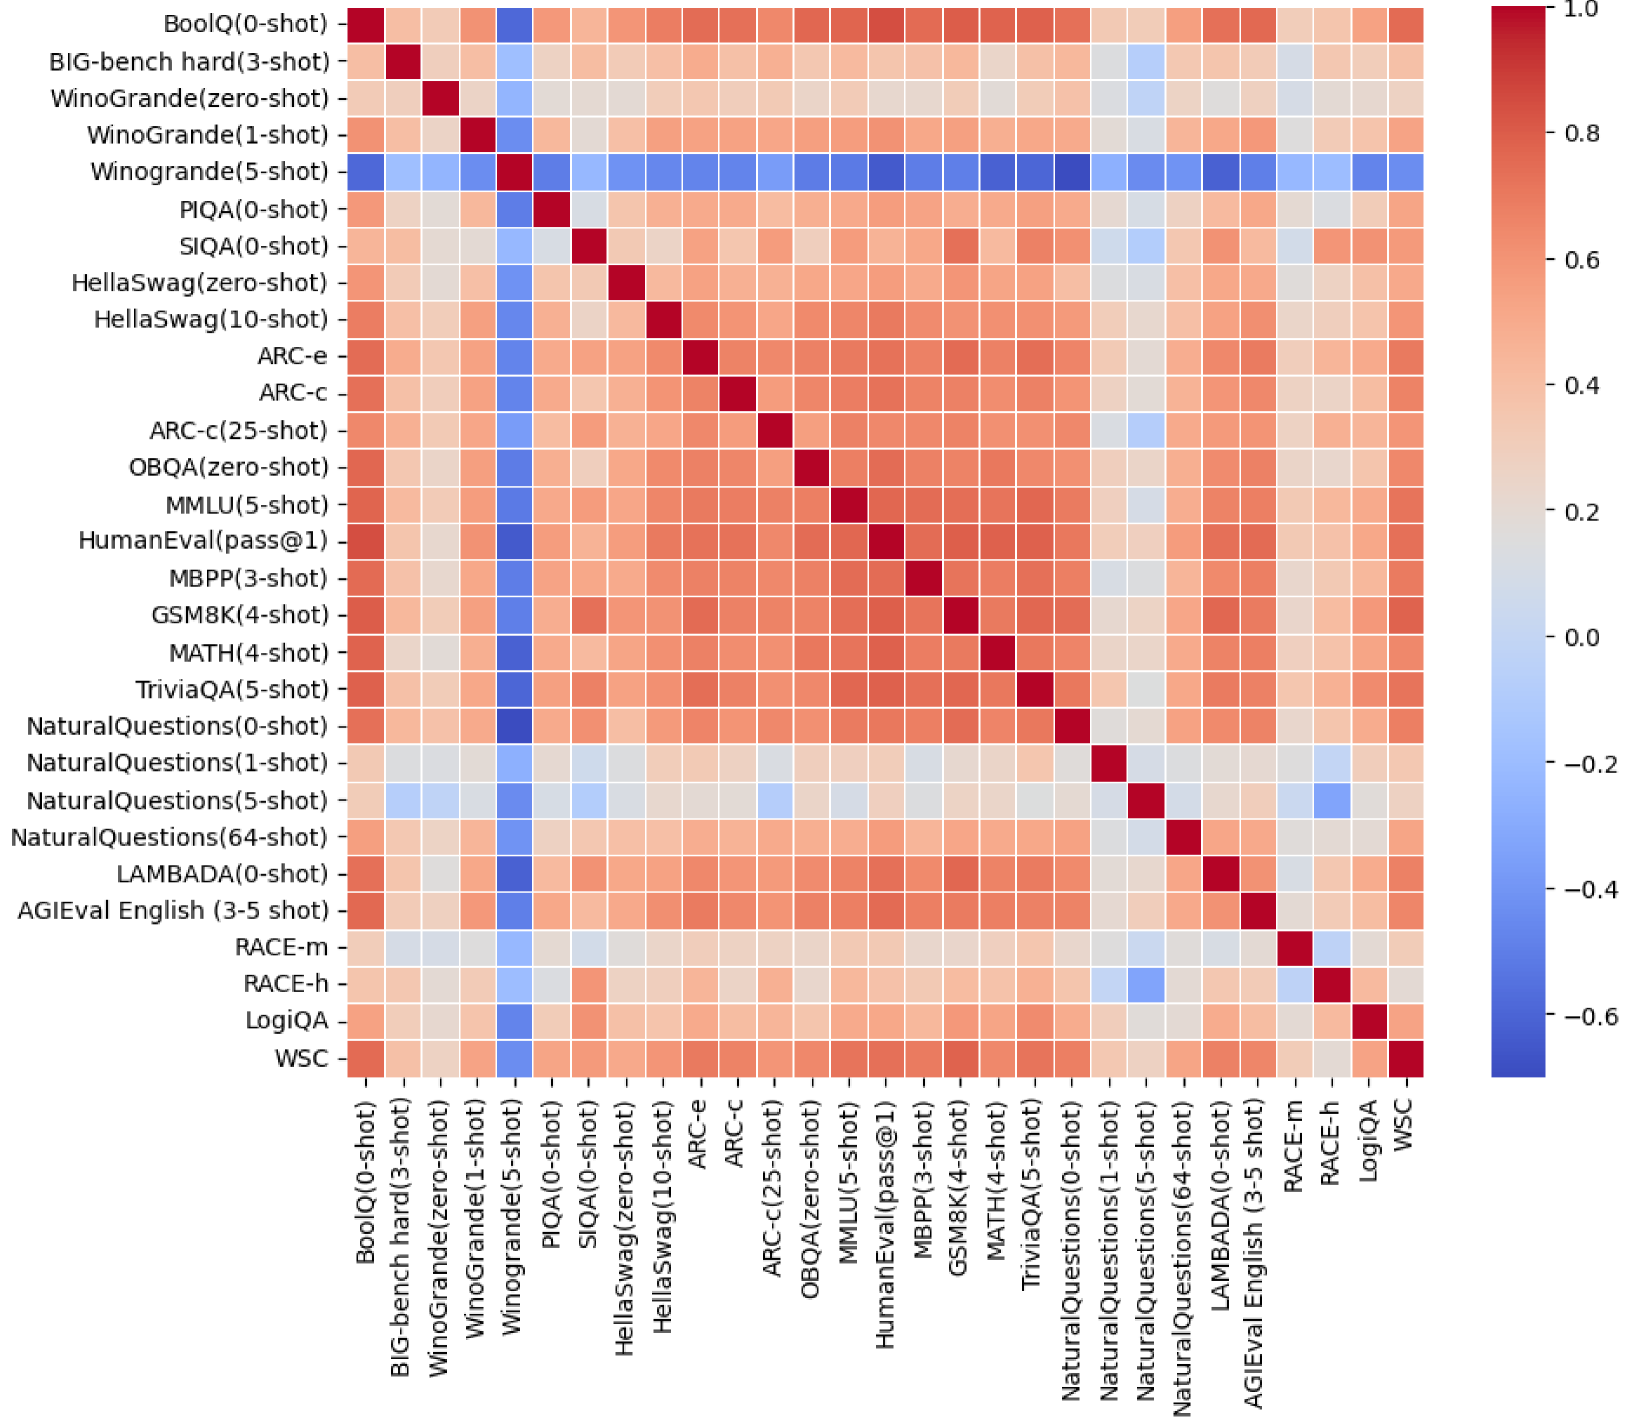 BoolQ(0-shot)
BIG-bench hard(3-shot)
WinoGrande(zero-shot)
WinoGrande(1-shot)
Winogrande(5-shot)
PIQA(0-shot)
SIQA(0-shot)
HellaSwag(zero-shot)
HellaSwag(10-shot)
ARC-e
ARC-c
ARC-c(25-shot)
OBQA(zero-shot)
MMLU(5-shot)
HumanEval(pass@1)
MBPP(3-shot)
GSM8K(4-shot)
MATH(4-shot)
TriviaQA(5-shot)
NaturalQuestions(0-shot)
NaturalQuestions(1-shot)
NaturalQuestions(5-shot)
NaturalQuestions(64-shot)
LAMBADA(0-shot)
AGIEval English (3-5 shot)
RACE-m
RACE-h
LogiQA
WSC
BoolQ(0-shot)
BIG-bench hard(3-shot)
WinoGrande(zero-shot)
WinoGrande(1-shot)
Winogrande(5-shot)
PIQA(0-shot)
SIQA(0-shot)
HellaSwag(zero-shot)
HellaSwag(10-shot)
ARC-e
ARC-c
ARC-c(25-shot)
OBQA(zero-shot)
MMLU(5-shot)
HumanEval(pass@1)
MBPP(3-shot)
GSM8K(4-shot)
MATH(4-shot)
TriviaQA(5-shot)
NaturalQuestions(0-shot)
NaturalQuestions(1-shot)
NaturalQuestions(5-shot)
NaturalQuestions(64-shot)
LAMBADA(0-shot)
AGIEval English (3-5 shot)
RACE-m
RACE-h
LogiQA
WSC
1.0
0.8
0.6
0.4
0.2
0.0
−0.2
−0.4
−0.6